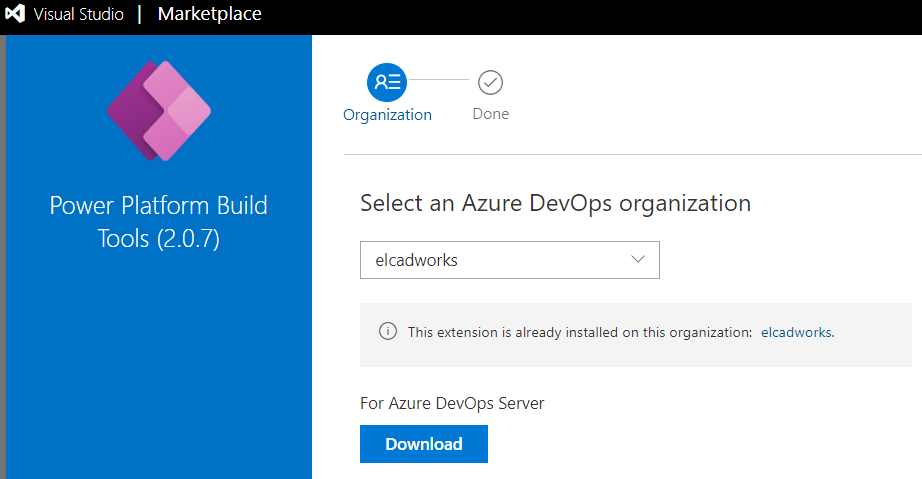 Visual Studio | Marketplace
Power Platform Build
Tools (2.0.7)
Organization
Done
Select an Azure DevOps organization
elcadworks
This extension is already installed on this organization: elcadworks.
For Azure DevOps Server
Download